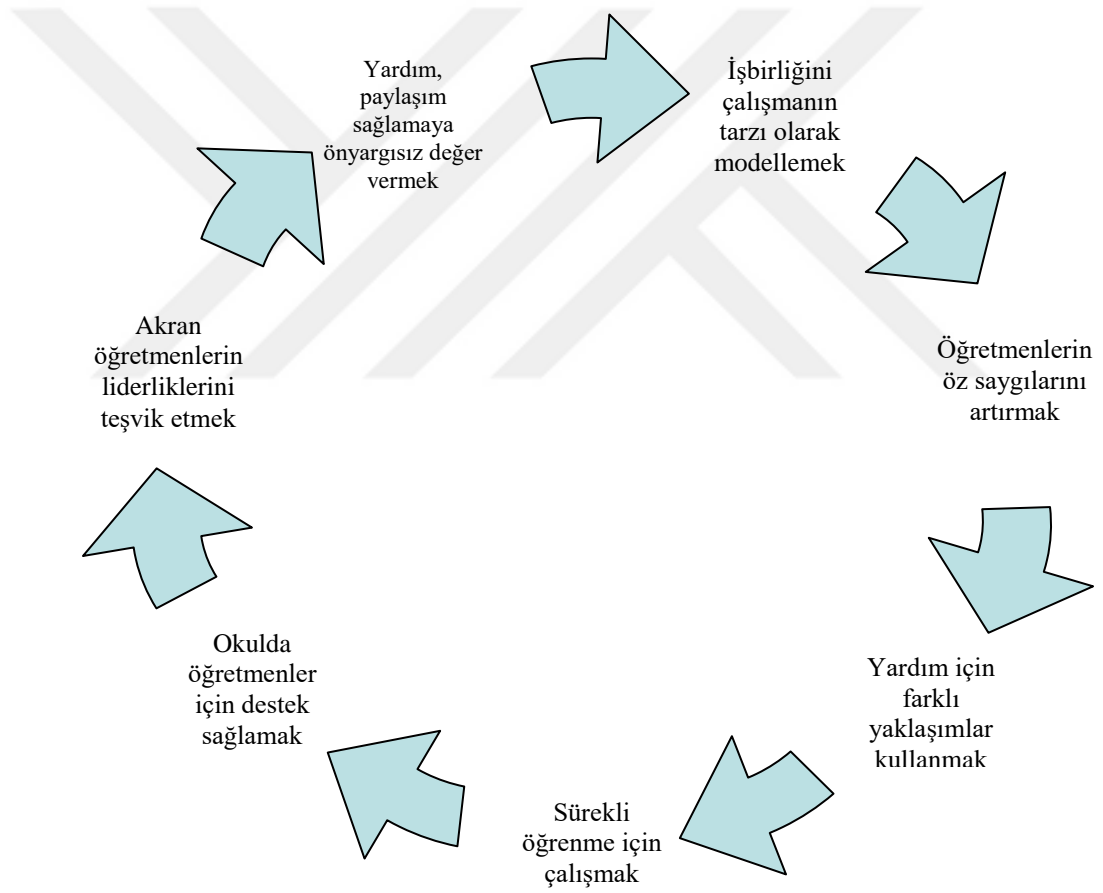 Yardım,
paylaşım
sağlamaya
önyargısız değer
vermek
İşbirliğini
çalışmanın
tarzı olarak
modellemek
Öğretmenlerin
öz saygılarını
artırmak
Yardım için
farklı
yaklaşımlar
kullanmak
Sürekli
öğrenme için
çalışmak
Okulda
öğretmenler
için destek
sağlamak
Akran
öğretmenlerin
liderliklerini
teşvik etmek